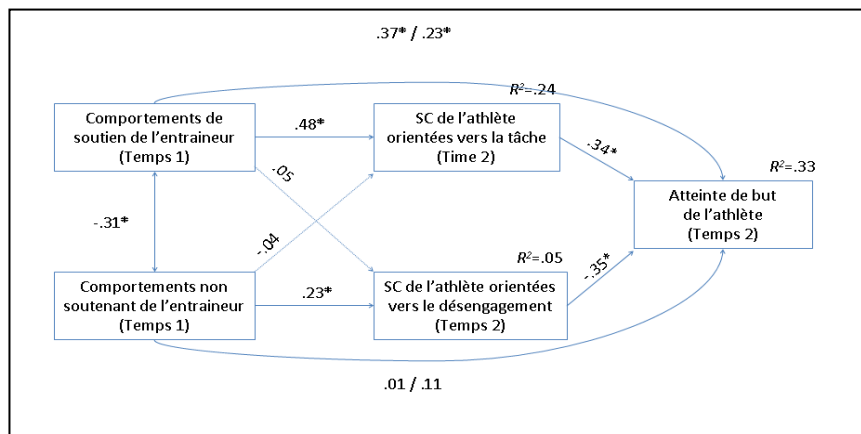 .37* / .23*
R²=.24
Comportements de
soutien de l'entraineur
(Temps 1)
.48*
SC de l'athlète
orientées vers la tâche
(Time 2)
.34*
R²=.33
.05
Atteinte de but
de l'athlète
(Temps 2)
-.31*
-.04
R²=.05
-.35*
Comportements non
soutenant de l'entraineur
(Temps 1)
.23*
SC de l'athlète orientées
vers le désengagement
(Temps 2)
.01 / .11